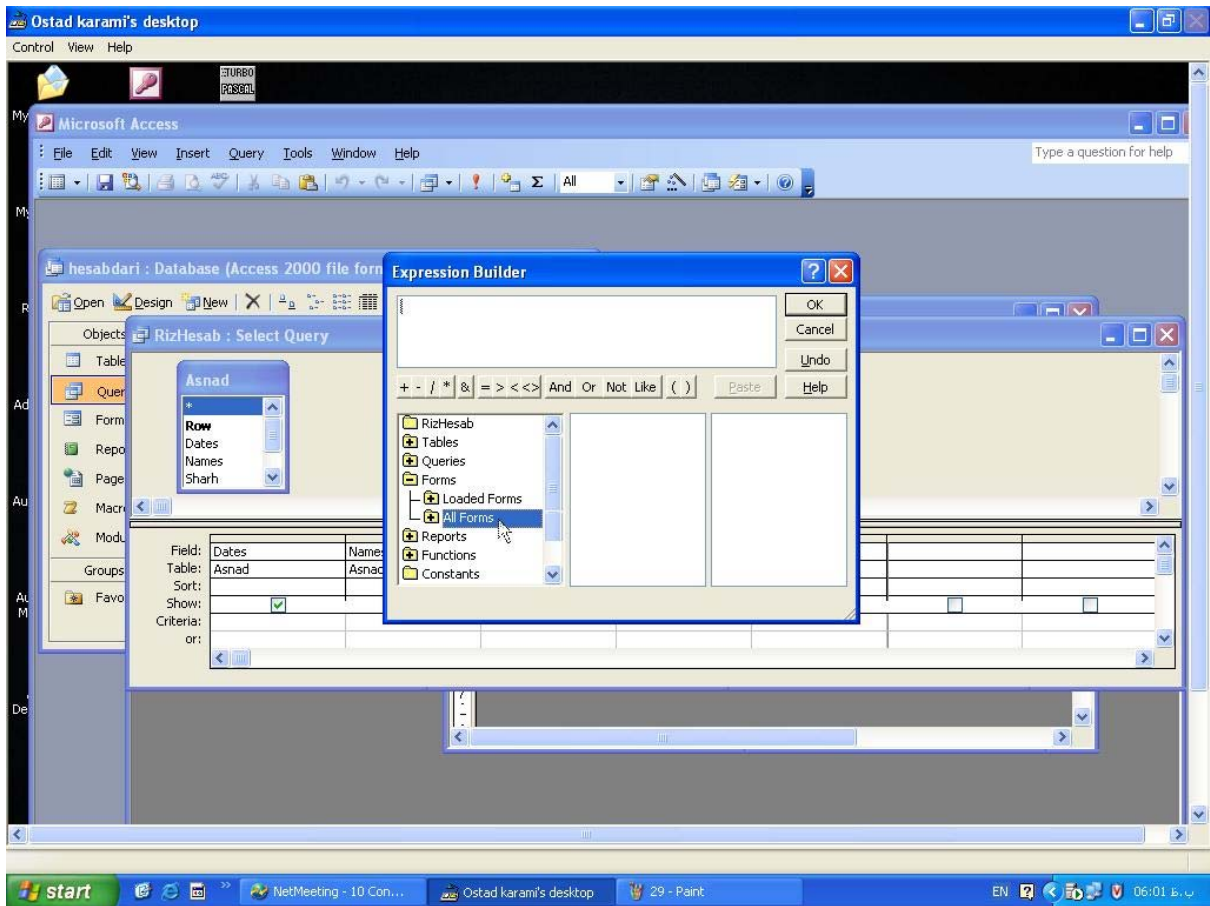 Ostad karami's desktop
Control View Help
TURBO
PASCAL
My
Microsoft Access
File Edit View Insert Query Tools Window Help
Type a question for help
All
hesabdari : Database (Access 2000 file form
Open Design New
Objects
Table
Quer
Form
Repo
Page
Macr
Modu
Groups
Favo
RizHesab : Select Query
Asnad
*
Row
Dates
Names
Sharh
Field: Dates Names
Table: Asnad Asnad
Sort:
Show:
Criteria:
or:
Expression Builder
OK
Cancel
Undo
+ - / * & = > < <> And Or Not Like ( ) Paste Help
RizHesab
Tables
Queries
Forms
Loaded Forms
All Forms
Reports
Functions
Constants
start
NetMeeting - 10 Con...
Ostad karami's desktop
29 - Paint
EN
06:01 ب.ظ